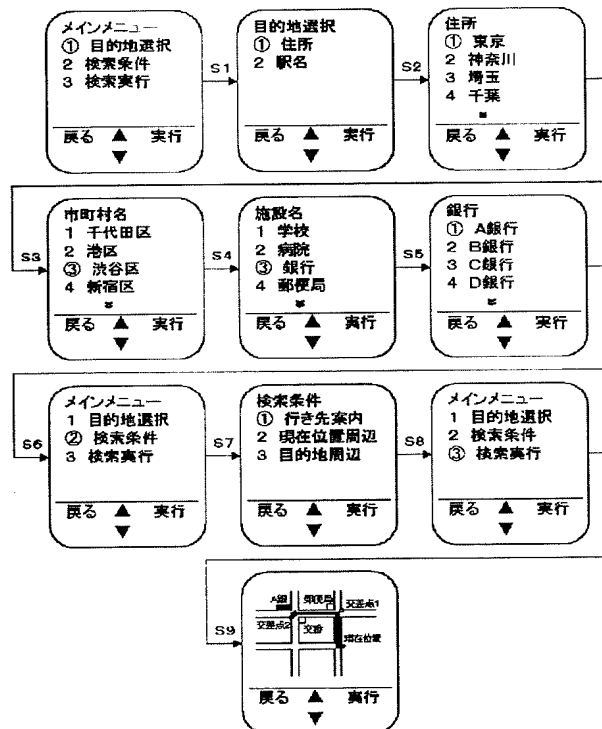 メインメニュー
① 目的地選択
2 検索条件
3 検索実行
戻る ▲ 実行
▼
S1
目的地選択
① 住所
2 駅名
戻る ▲ 実行
▼
S2
住所
① 東京
2 神奈川
3 埼玉
4 千葉
戻る ▲ 実行
▼
S3
市町村名
1 千代田区
2 港区
③ 渋谷区
4 新宿区
戻る ▲ 実行
▼
S4
施設名
1 学校
2 病院
③ 銀行
4 郵便局
戻る ▲ 実行
▼
S5
銀行
① A銀行
2 B銀行
3 C銀行
4 D銀行
戻る ▲ 実行
▼
S6
メインメニュー
1 目的地選択
② 検索条件
3 検索実行
戻る ▲ 実行
▼
S7
検索条件
① 行き先案内
2 現在位置周辺
3 目的地周辺
戻る ▲ 実行
▼
S8
メインメニュー
1 目的地選択
2 検索条件
③ 検索実行
戻る ▲ 実行
▼
S9
A銀 郵便局 交差点1
交差点2 交番 現在位置
戻る ▲ 実行
▼